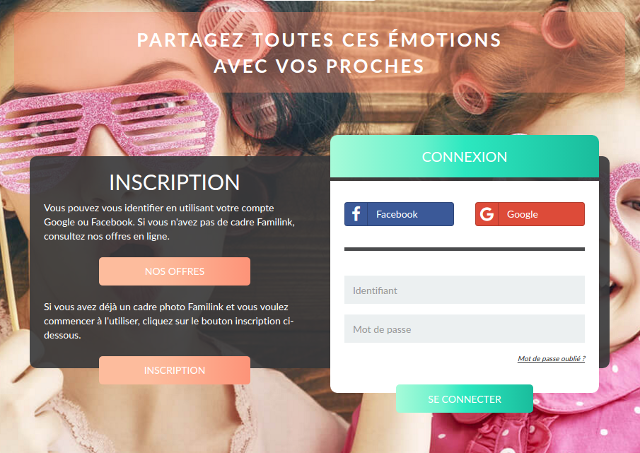 PARTAGEZ TOUTES CES ÉMOTIONS
AVEC VOS PROCHES
INSCRIPTION
Vous pouvez vous identifier en utilisant votre compte
Google ou Facebook. Si vous n'avez pas de cadre Familink,
consultez nos offres en ligne.
NOS OFFRES
Si vous avez déjà un cadre photo Familink et vous voulez
commencer à l'utiliser, cliquez sur le bouton inscription ci-
dessous.
INSCRIPTION
CONNEXION
f Facebook
G Google
Identifiant
Mot de passe
Mot de passe oublié ?
SE CONNECTER